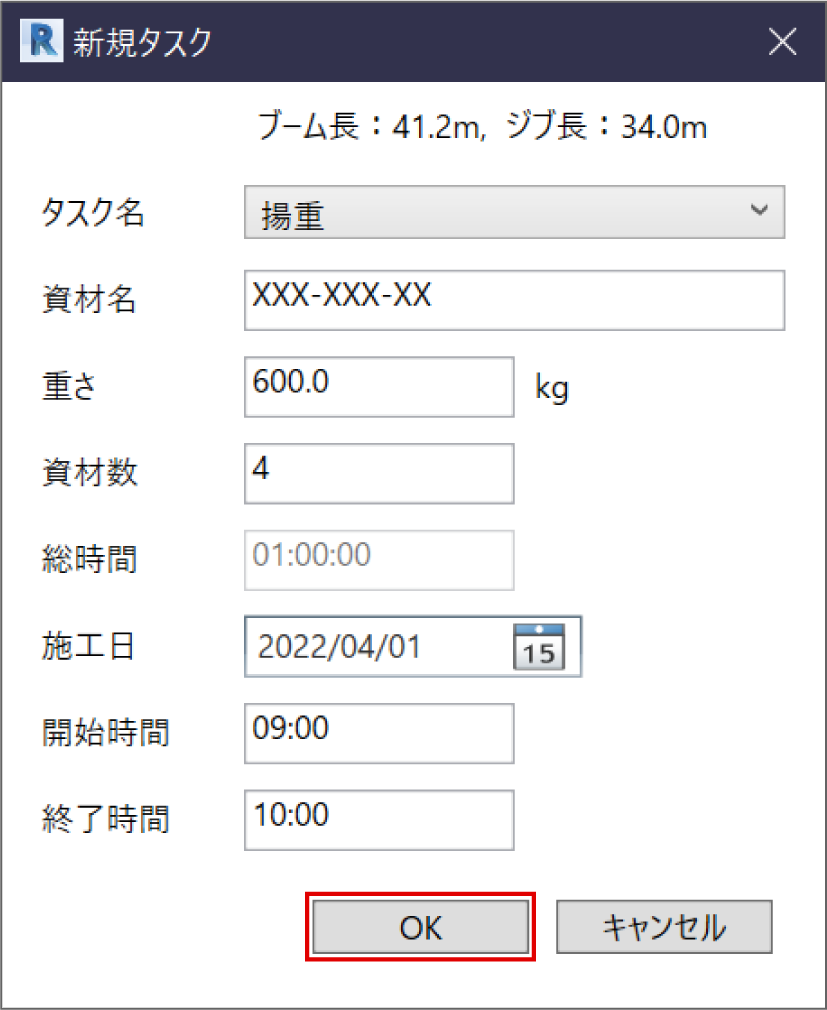 R 新規タスク
ブーム長：41.2m, ジブ長：34.0m
タスク名 揚重
資材名 XXX-XXX-XX
重さ 600.0 kg
資材数 4
総時間 01:00:00
施工日 2022/04/01 15
開始時間 09:00
終了時間 10:00
OK キャンセル